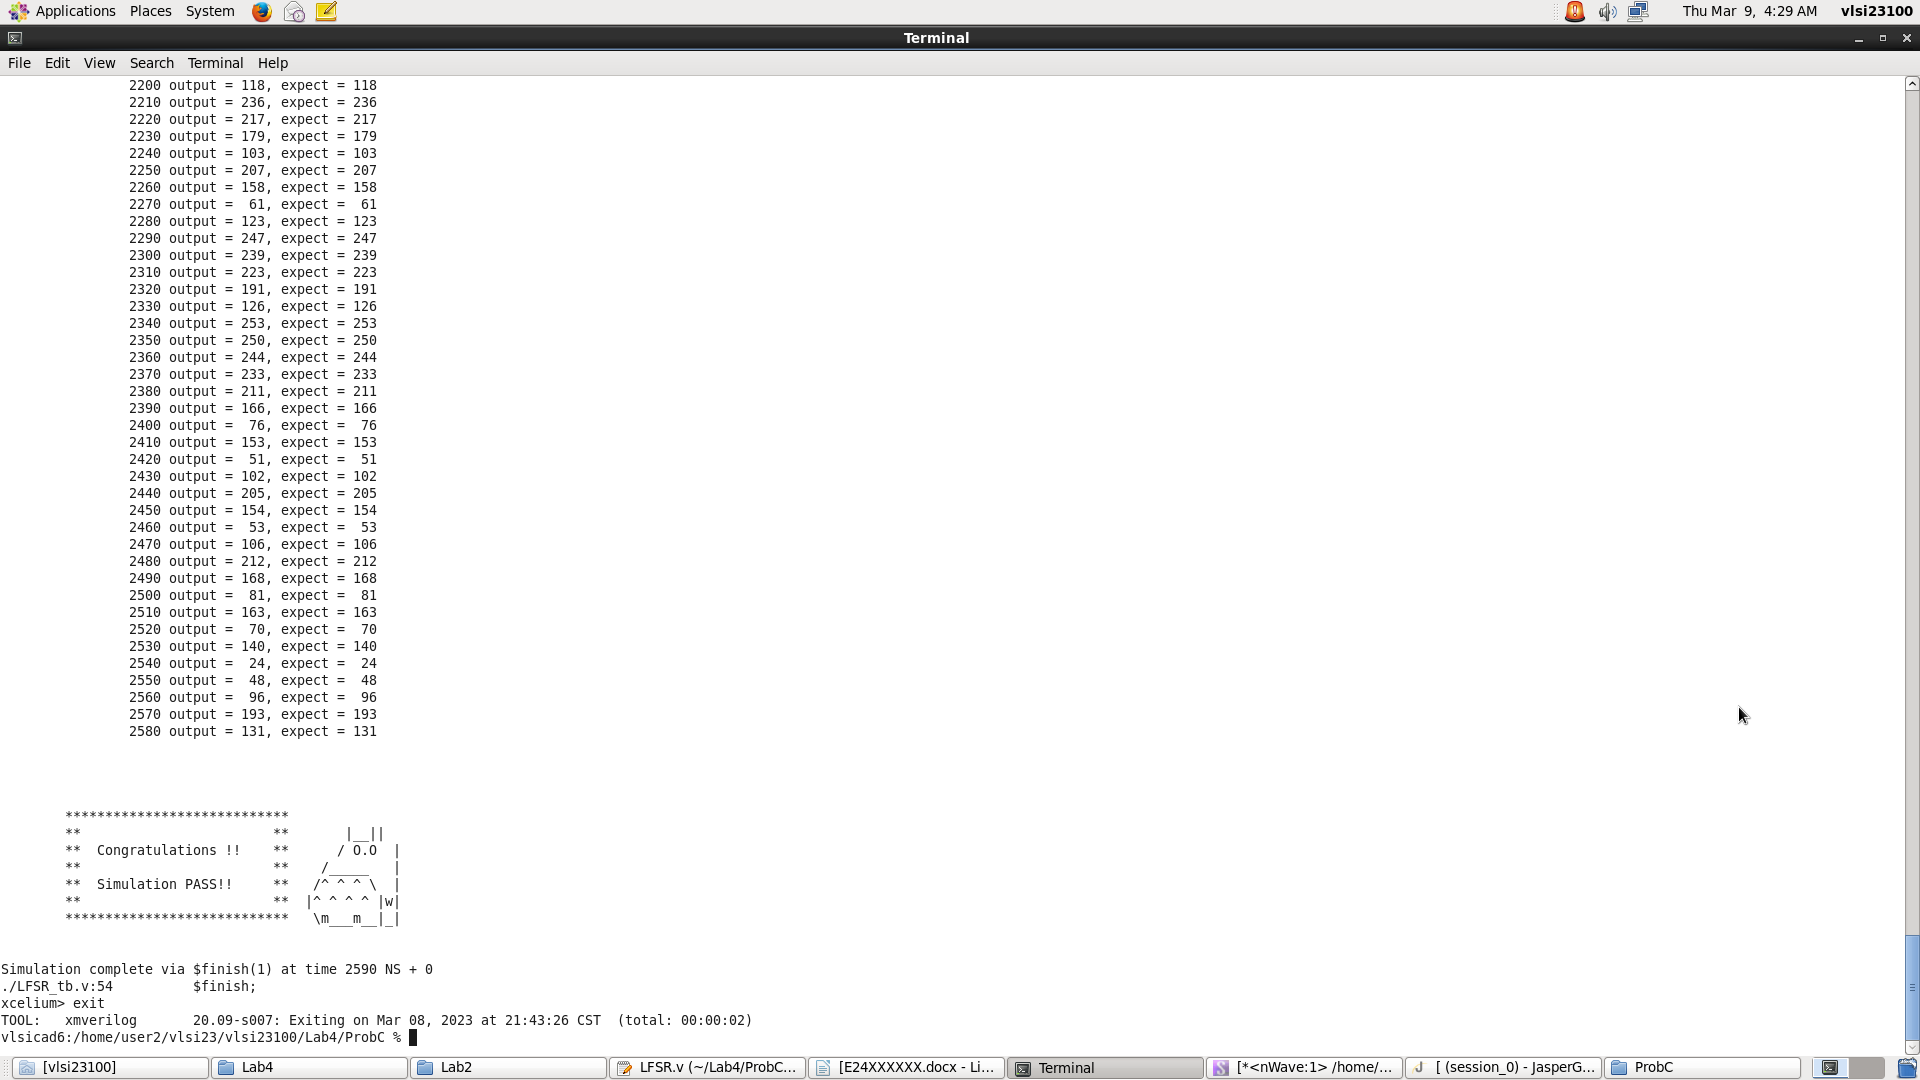 Applications Places System Thu Mar 9, 4:29 AM vlsi23100
Terminal
File Edit View Search Terminal Help
2200 output = 118, expect = 118
2210 output = 236, expect = 236
2220 output = 217, expect = 217
2230 output = 179, expect = 179
2240 output = 103, expect = 103
2250 output = 207, expect = 207
2260 output = 158, expect = 158
2270 output =  61, expect =  61
2280 output = 123, expect = 123
2290 output = 247, expect = 247
2300 output = 239, expect = 239
2310 output = 223, expect = 223
2320 output = 191, expect = 191
2330 output = 126, expect = 126
2340 output = 253, expect = 253
2350 output = 250, expect = 250
2360 output = 244, expect = 244
2370 output = 233, expect = 233
2380 output = 211, expect = 211
2390 output = 166, expect = 166
2400 output =  76, expect =  76
2410 output = 153, expect = 153
2420 output =  51, expect =  51
2430 output = 102, expect = 102
2440 output = 205, expect = 205
2450 output = 154, expect = 154
2460 output =  53, expect =  53
2470 output = 106, expect = 106
2480 output = 212, expect = 212
2490 output = 168, expect = 168
2500 output =  81, expect =  81
2510 output = 163, expect = 163
2520 output =  70, expect =  70
2530 output = 140, expect = 140
2540 output =  24, expect =  24
2550 output =  48, expect =  48
2560 output =  96, expect =  96
2570 output = 193, expect = 193
2580 output = 131, expect = 131
****************************
**                        **       |__||
**  Congratulations !!    **      / O.O  |
**                        **    /_____   |
**  Simulation PASS!!     **   /^ ^ ^ \  |
**                        **  |^ ^ ^ ^ |w|
****************************   \m___m__|_|
Simulation complete via $finish(1) at time 2590 NS + 0
./LFSR_tb.v:54          $finish;
xcelium> exit
TOOL:   xmverilog       20.09-s007: Exiting on Mar 08, 2023 at 21:43:26 CST  (total: 00:00:02)
vlsicad6:/home/user2/vlsi23/vlsi23100/Lab4/ProbC %
[vlsi23100] Lab4 Lab2 LFSR.v (~/Lab4/ProbC... [E24XXXXXX.docx - Li... Terminal [*<nWave:1> /home/... [ (session_0) - JasperG... ProbC